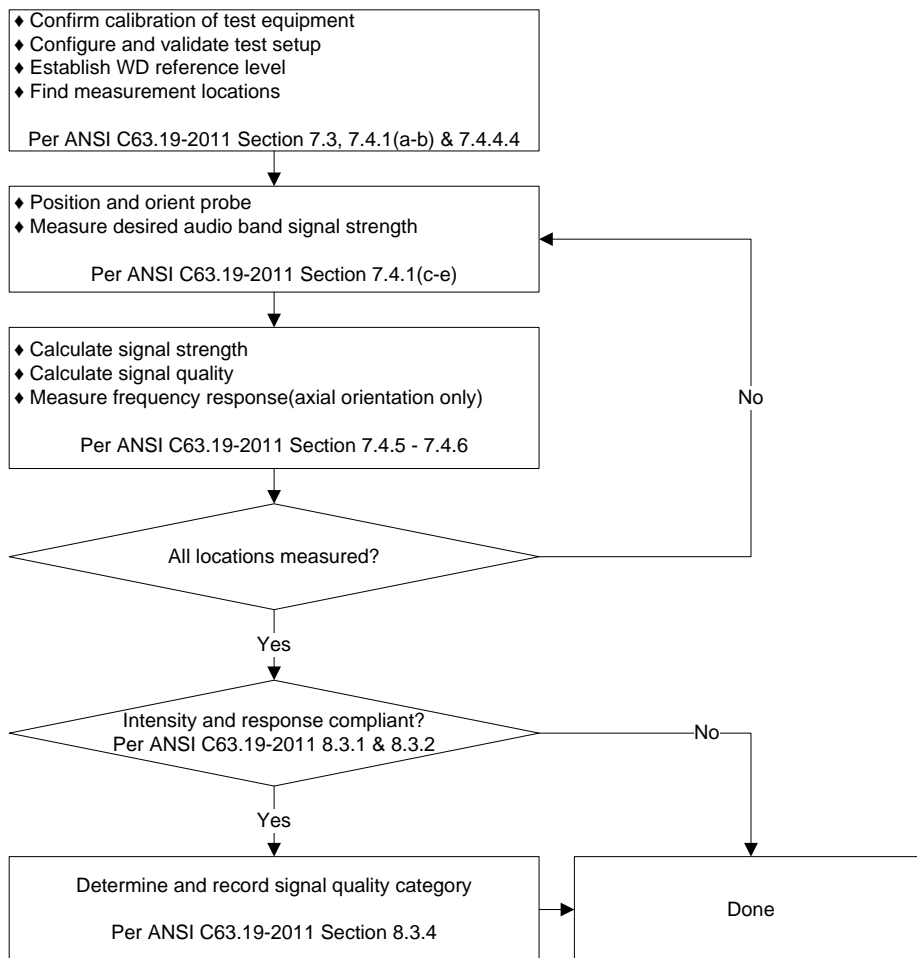 ♦ Confirm calibration of test equipment
♦ Configure and validate test setup
♦ Establish WD reference level
♦ Find measurement locations
Per ANSI C63.19-2011 Section 7.3, 7.4.1(a-b) & 7.4.4.4
♦ Position and orient probe
♦ Measure desired audio band signal strength
Per ANSI C63.19-2011 Section 7.4.1(c-e)
♦ Calculate signal strength
♦ Calculate signal quality
♦ Measure frequency response(axial orientation only)
Per ANSI C63.19-2011 Section 7.4.5 - 7.4.6
No
All locations measured?
Yes
Intensity and response compliant?
Per ANSI C63.19-2011 8.3.1 & 8.3.2
No
Yes
Determine and record signal quality category
Per ANSI C63.19-2011 Section 8.3.4
Done